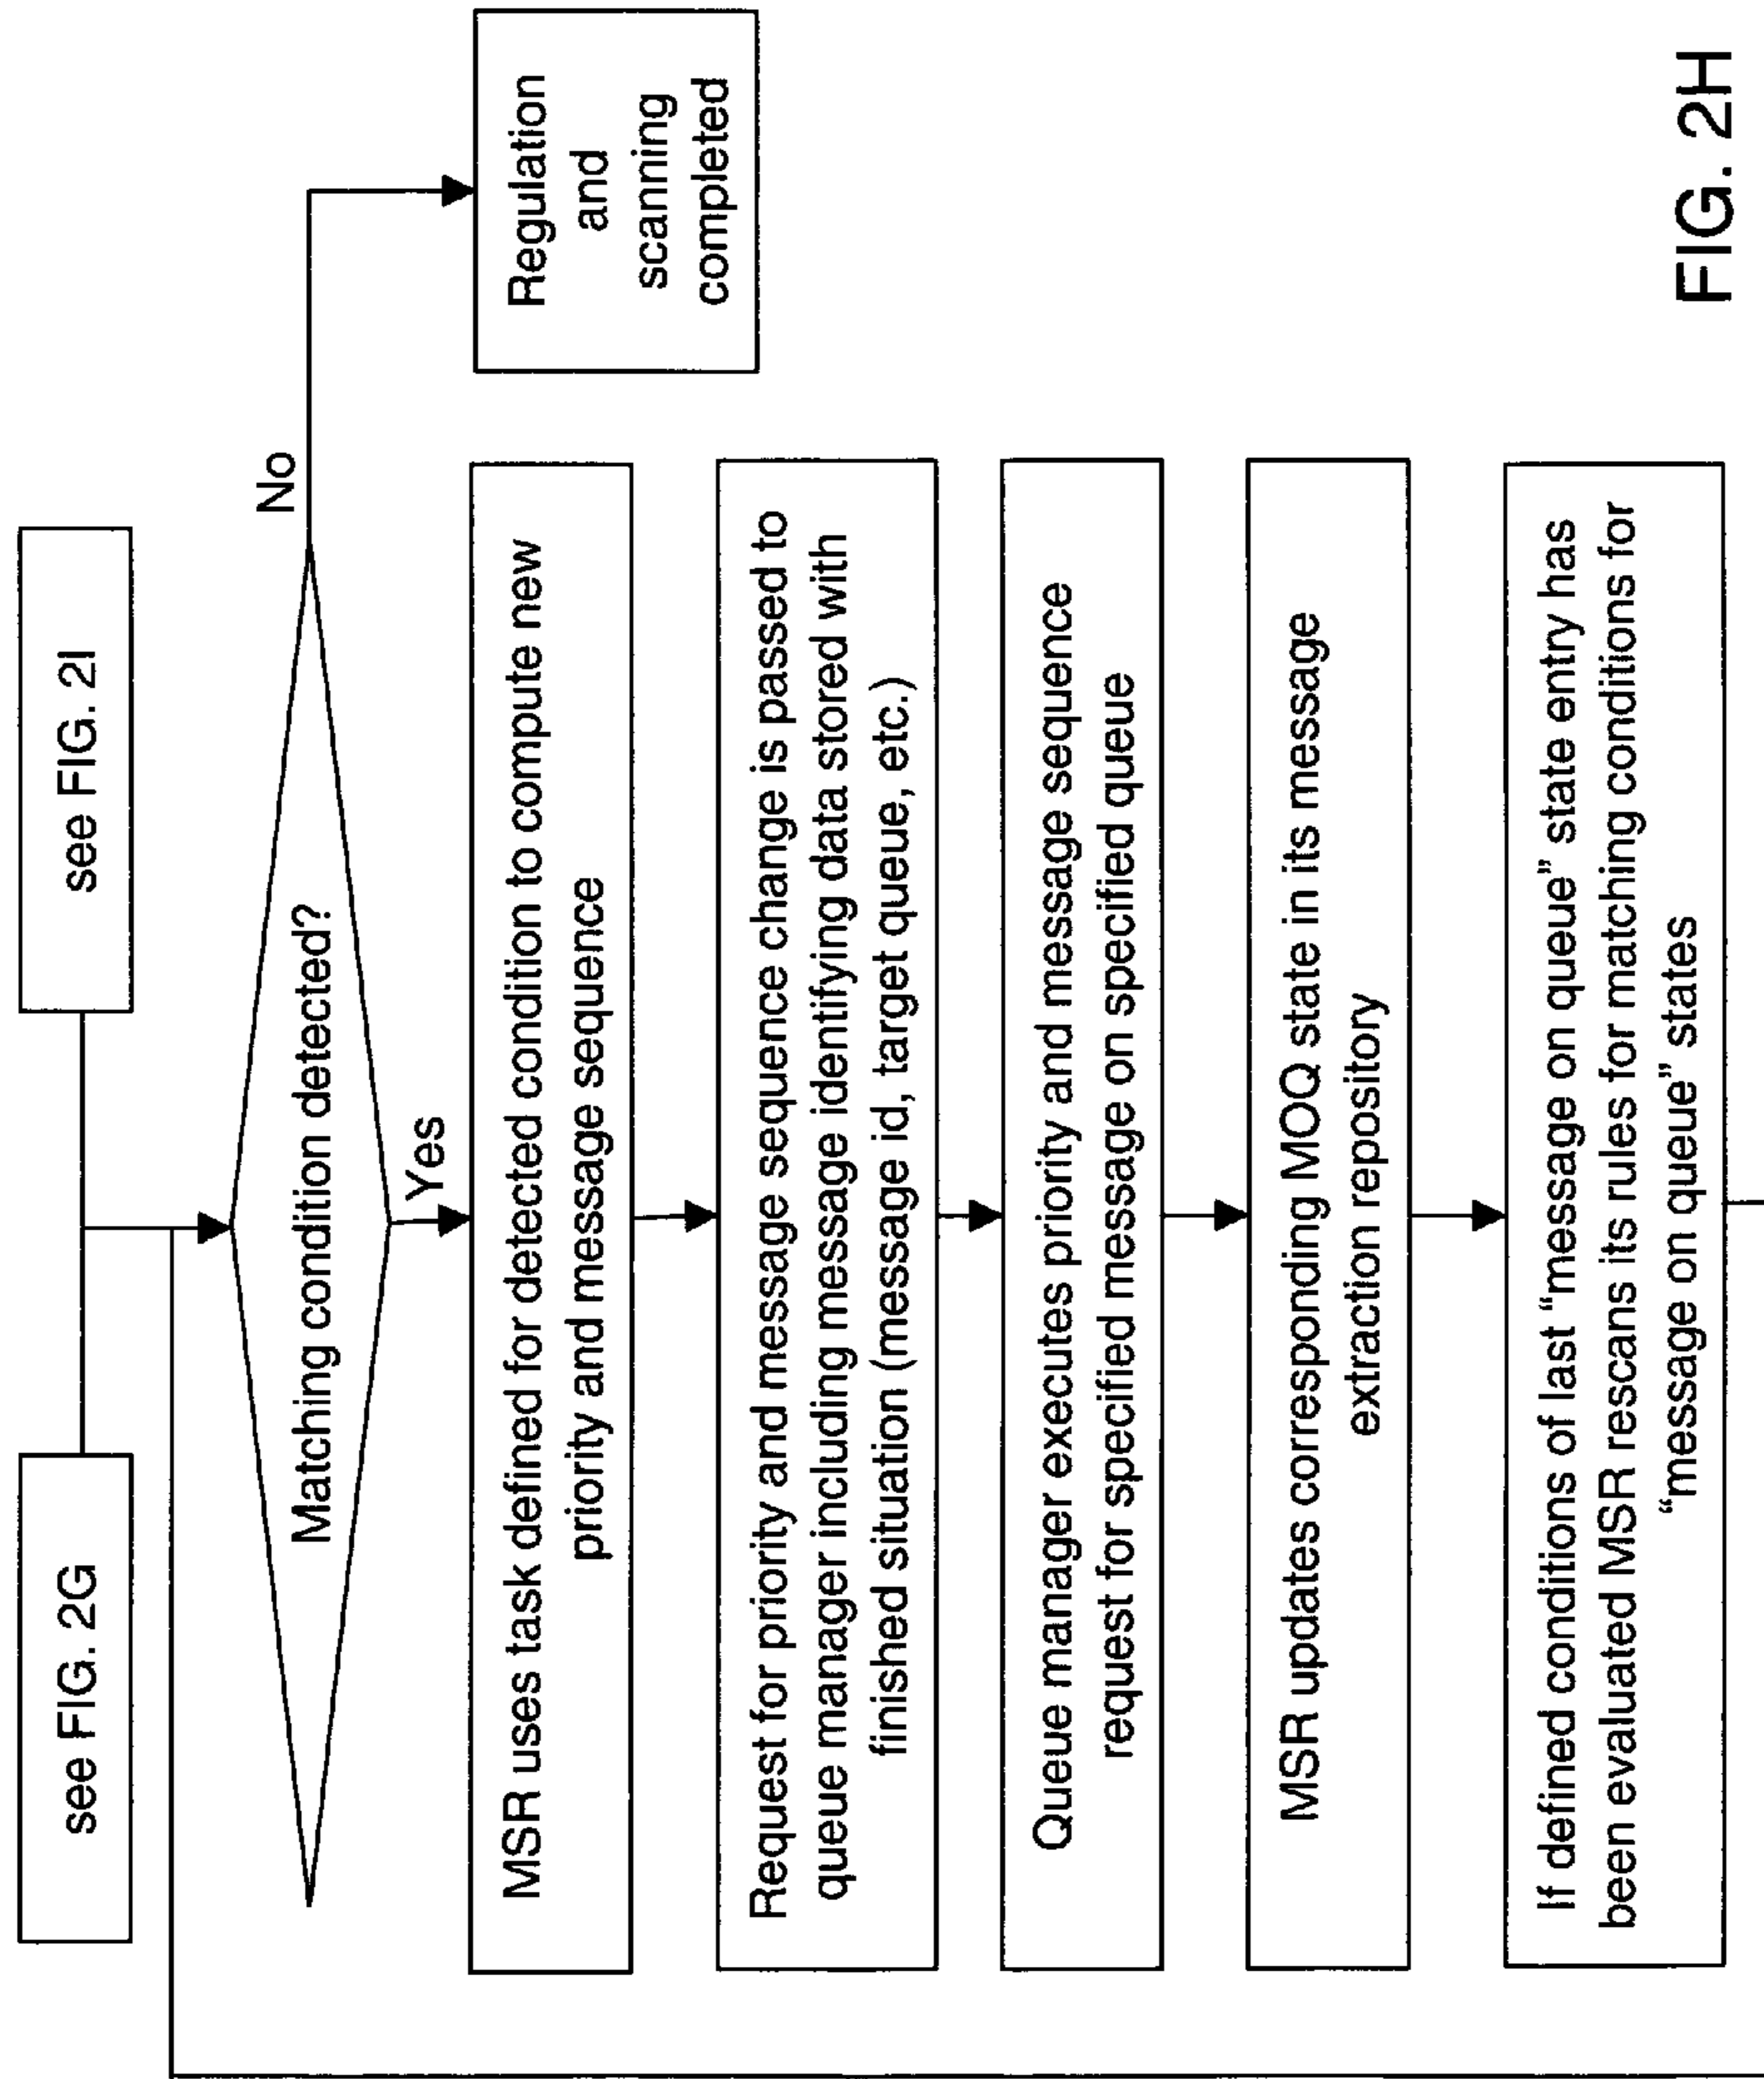 see FIG. 2G
see FIG. 2I
Matching condition detected?
No
Yes
Regulation
and
scanning
completed
MSR uses task defined for detected condition to compute new
priority and message sequence
Request for priority and message sequence change is passed to
queue manager including message identifying data stored with
finished situation (message id, target queue, etc.)
Queue manager executes priority and message sequence
request for specified message on specified queue
MSR updates corresponding MOQ state in its message
extraction repository
If defined conditions of last “message on queue” state entry has
been evaluated MSR rescans its rules for matching conditions for
“message on queue” states
FIG. 2H